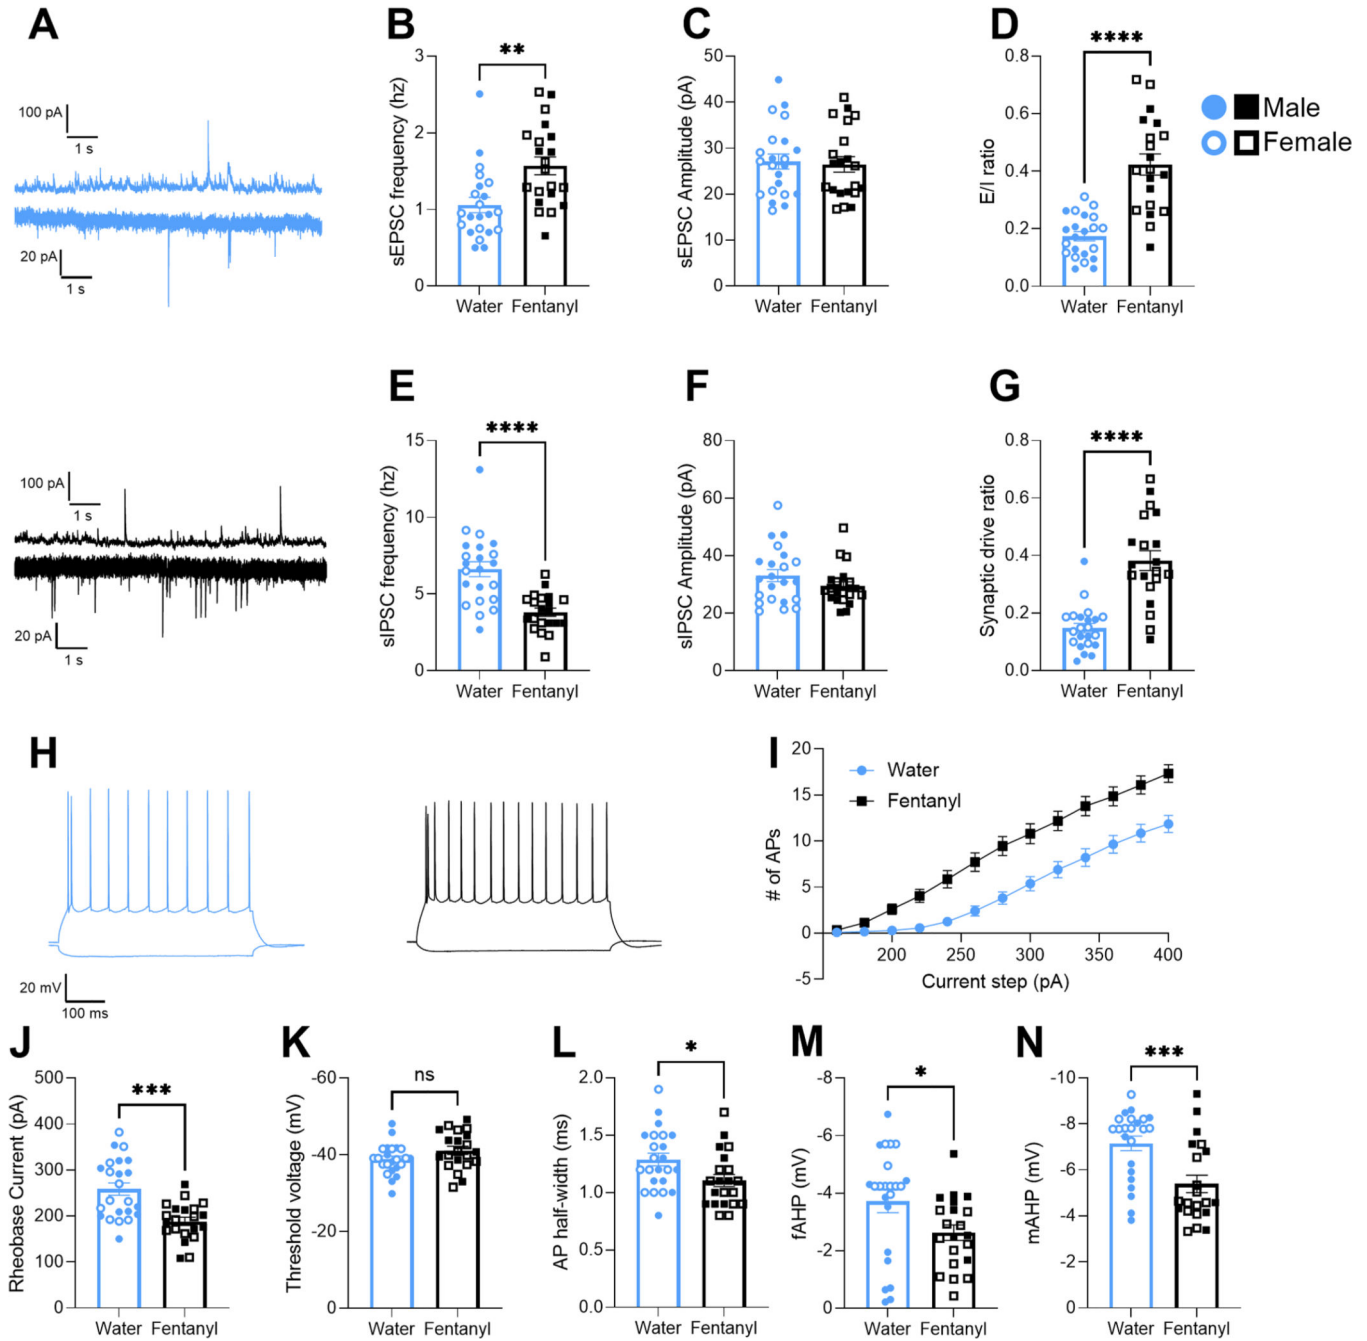 A
100 pA
1 s
20 pA
1 s
100 pA
1 s
20 pA
1 s
B
**
sEPSC frequency (hz)
3
2
1
0
Water Fentanyl
C
sEPSC Amplitude (pA)
50
40
30
20
10
0
Water Fentanyl
D
****
E/I ratio
0.8
0.6
0.4
0.2
0.0
Water Fentanyl
Male
Female
E
****
sIPSC frequency (hz)
15
10
5
0
Water Fentanyl
F
sIPSC Amplitude (pA)
80
60
40
20
0
Water Fentanyl
G
****
Synaptic drive ratio
0.8
0.6
0.4
0.2
0.0
Water Fentanyl
H
20 mV
100 ms
I
Water
Fentanyl
# of APs
20
15
10
5
0
-5
200 250 300 350 400
Current step (pA)
J
***
Rheobase Current (pA)
500
400
300
200
100
0
Water Fentanyl
K
ns
Threshold voltage (mV)
-60
-40
-20
0
Water Fentanyl
L
*
AP half-width (ms)
2.0
1.5
1.0
0.5
0.0
Water Fentanyl
M
*
fAHP (mV)
-8
-6
-4
-2
0
Water Fentanyl
N
***
mAHP (mV)
-10
-8
-6
-4
-2
0
Water Fentanyl